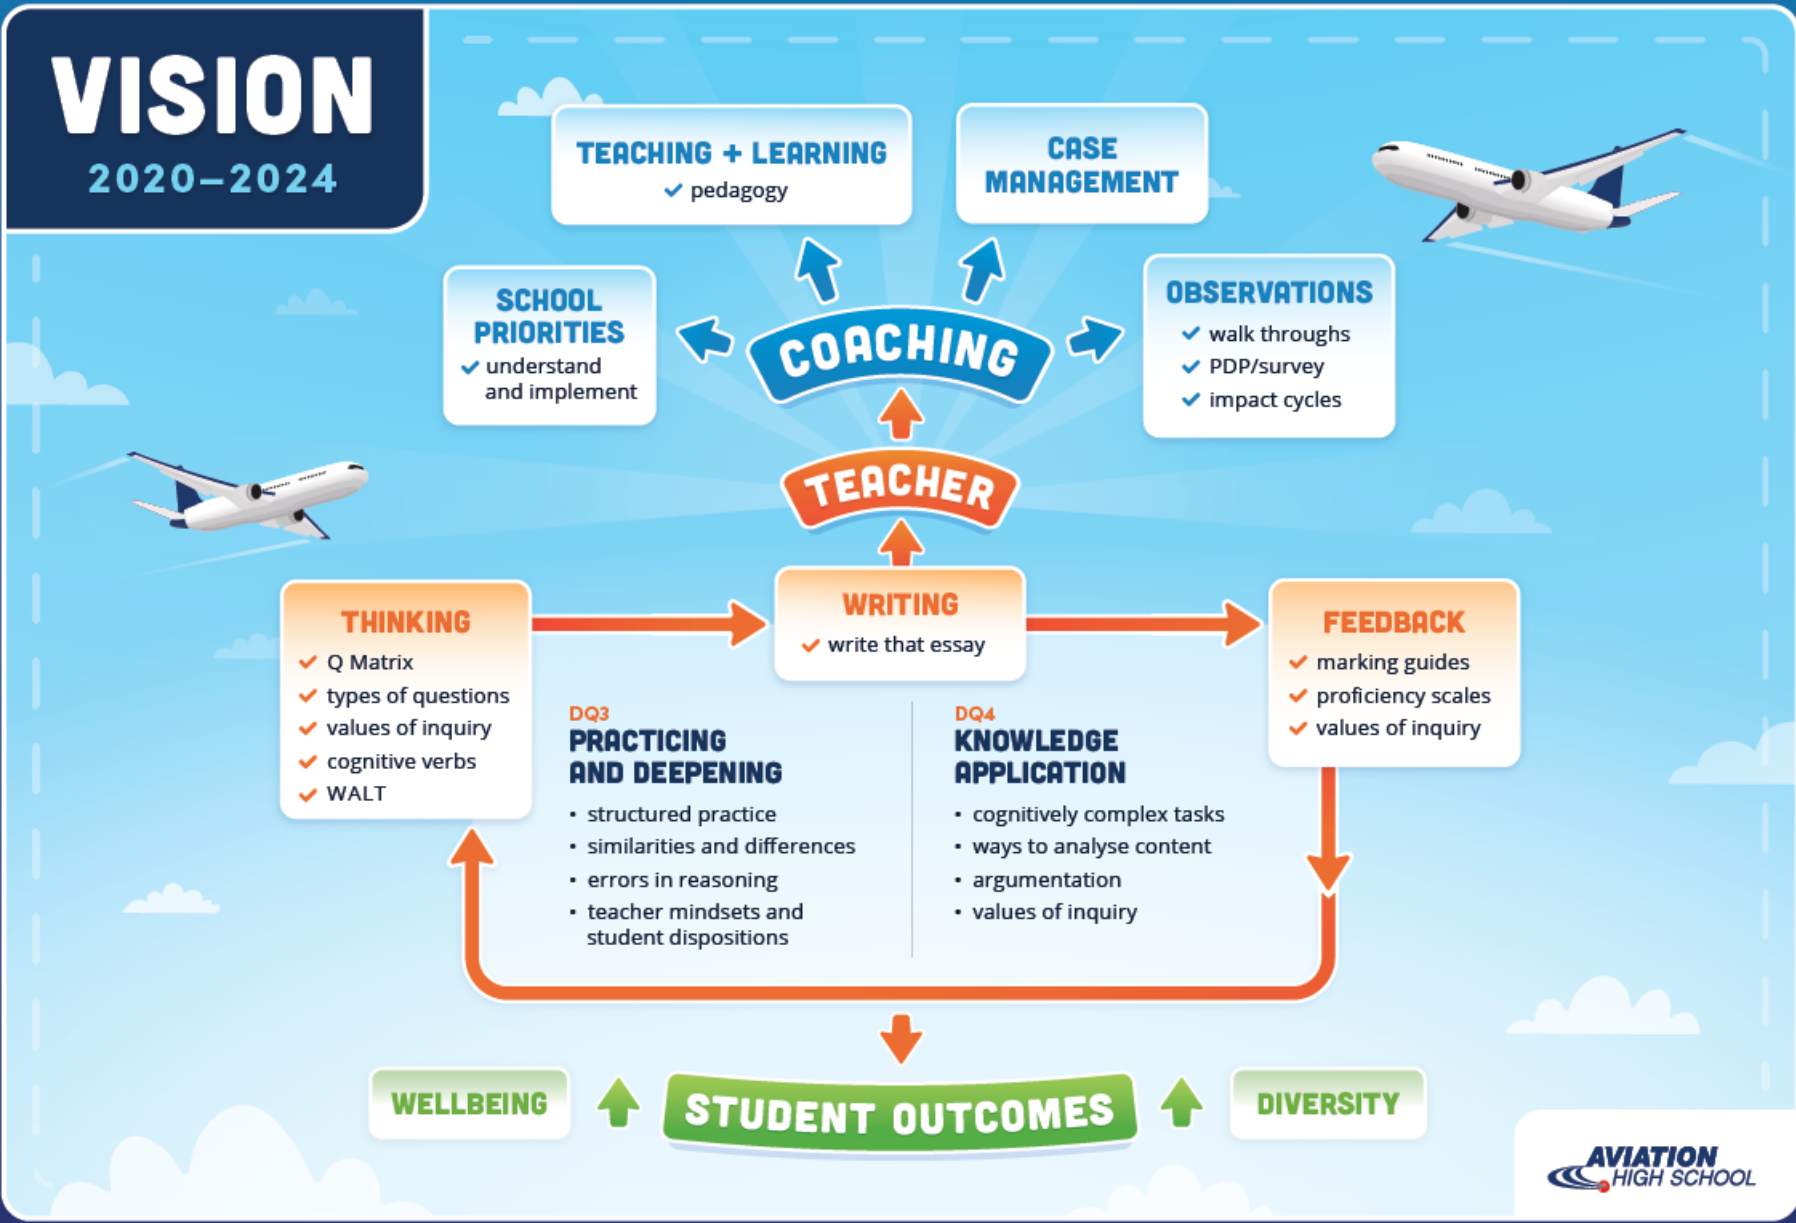 VISION
2020–2024
TEACHING + LEARNING
pedagogy
CASE
MANAGEMENT
SCHOOL
PRIORITIES
understand
and implement
COACHING
OBSERVATIONS
walk throughs
PDP/survey
impact cycles
TEACHER
THINKING
Q Matrix
types of questions
values of inquiry
cognitive verbs
WALT
WRITING
write that essay
FEEDBACK
marking guides
proficiency scales
values of inquiry
DQ3
PRACTICING
AND DEEPENING
• structured practice
• similarities and differences
• errors in reasoning
• teacher mindsets and
student dispositions
DQ4
KNOWLEDGE
APPLICATION
• cognitively complex tasks
• ways to analyse content
• argumentation
• values of inquiry
WELLBEING
STUDENT OUTCOMES
DIVERSITY
AVIATION
HIGH SCHOOL